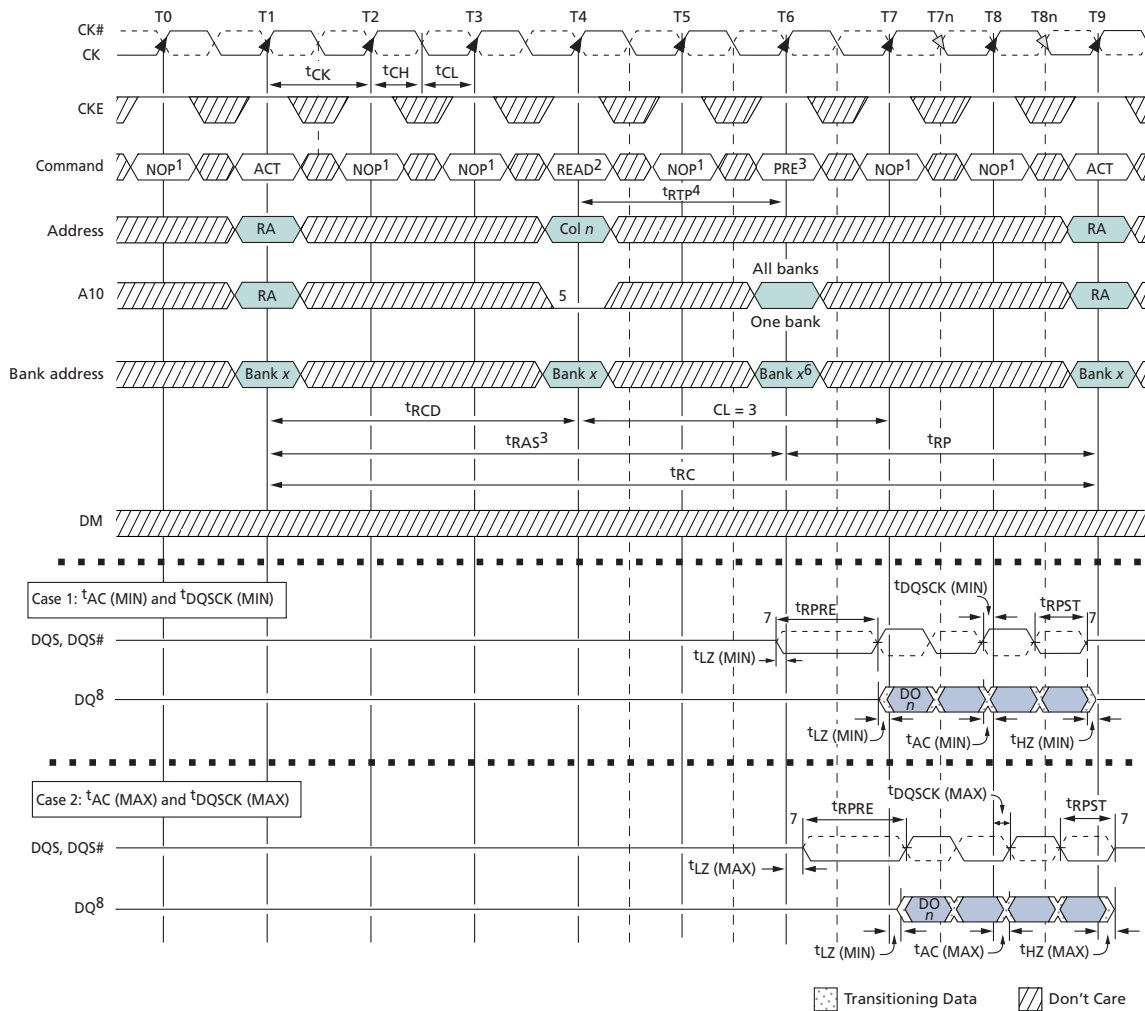 T0 T1 T2 T3 T4 T5 T6 T7 T7n T8 T8n T9
CK#
CK
tCK tCH tCL
CKE
Command NOP1 ACT NOP1 NOP1 READ2 NOP1 PRE3 NOP1 NOP1 ACT
tRTP4
Address RA Col n RA
All banks
A10 RA 5 RA
One bank
Bank address Bank x Bank x Bank x6 Bank x
tRCD CL = 3
tRAS3 tRP
tRC
DM
Case 1: tAC (MIN) and tDQSCK (MIN)
tDQSCK (MIN)
7 tRPRE tRPST 7
DQS, DQS#
tLZ (MIN)
DQ8 DO
n
tLZ (MIN) tAC (MIN) tHZ (MIN)
Case 2: tAC (MAX) and tDQSCK (MAX)
tDQSCK (MAX)
7 tRPRE tRPST 7
DQS, DQS#
tLZ (MAX)
DQ8 DO
n
tLZ (MIN) tAC (MAX) tHZ (MAX)
Transitioning Data Don't Care